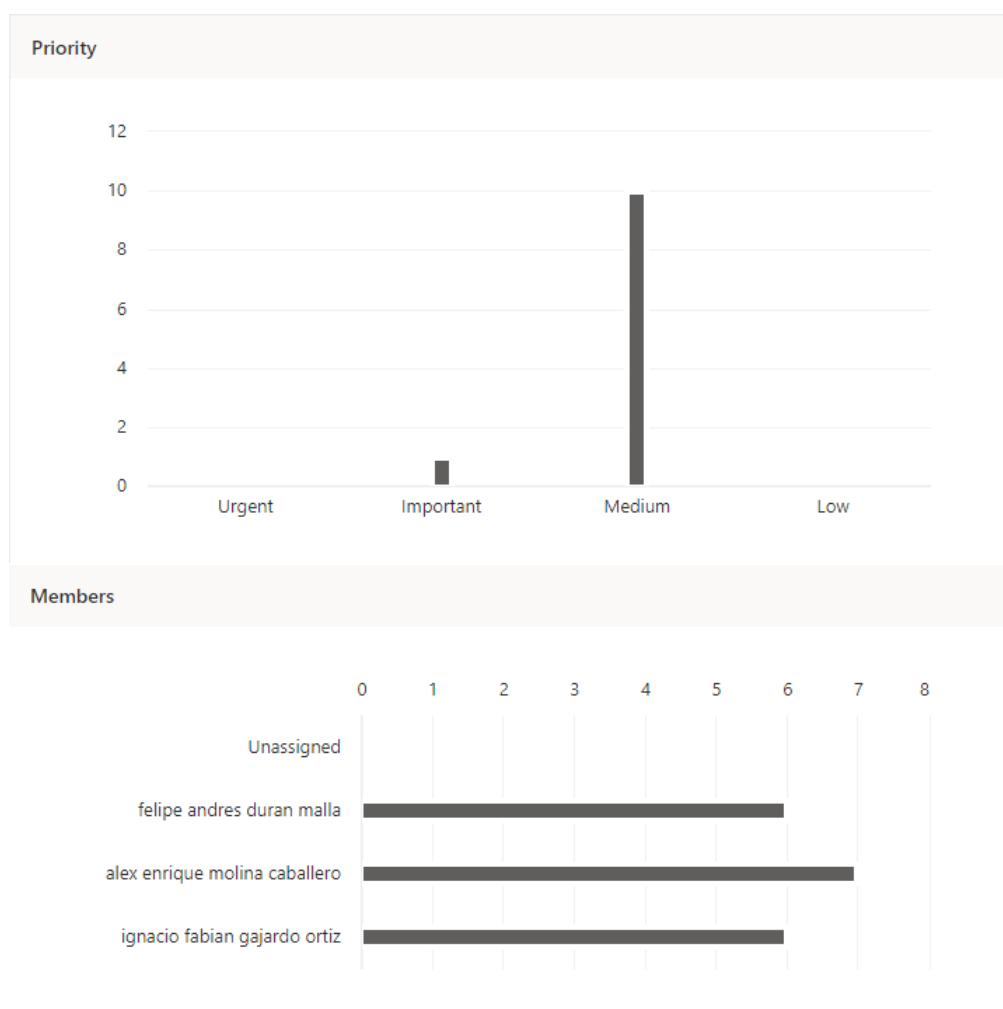 Priority
12
10
8
6
4
2
0
Urgent Important Medium Low
Members
0 1 2 3 4 5 6 7 8
Unassigned
felipe andres duran malla
alex enrique molina caballero
ignacio fabian gajardo ortiz